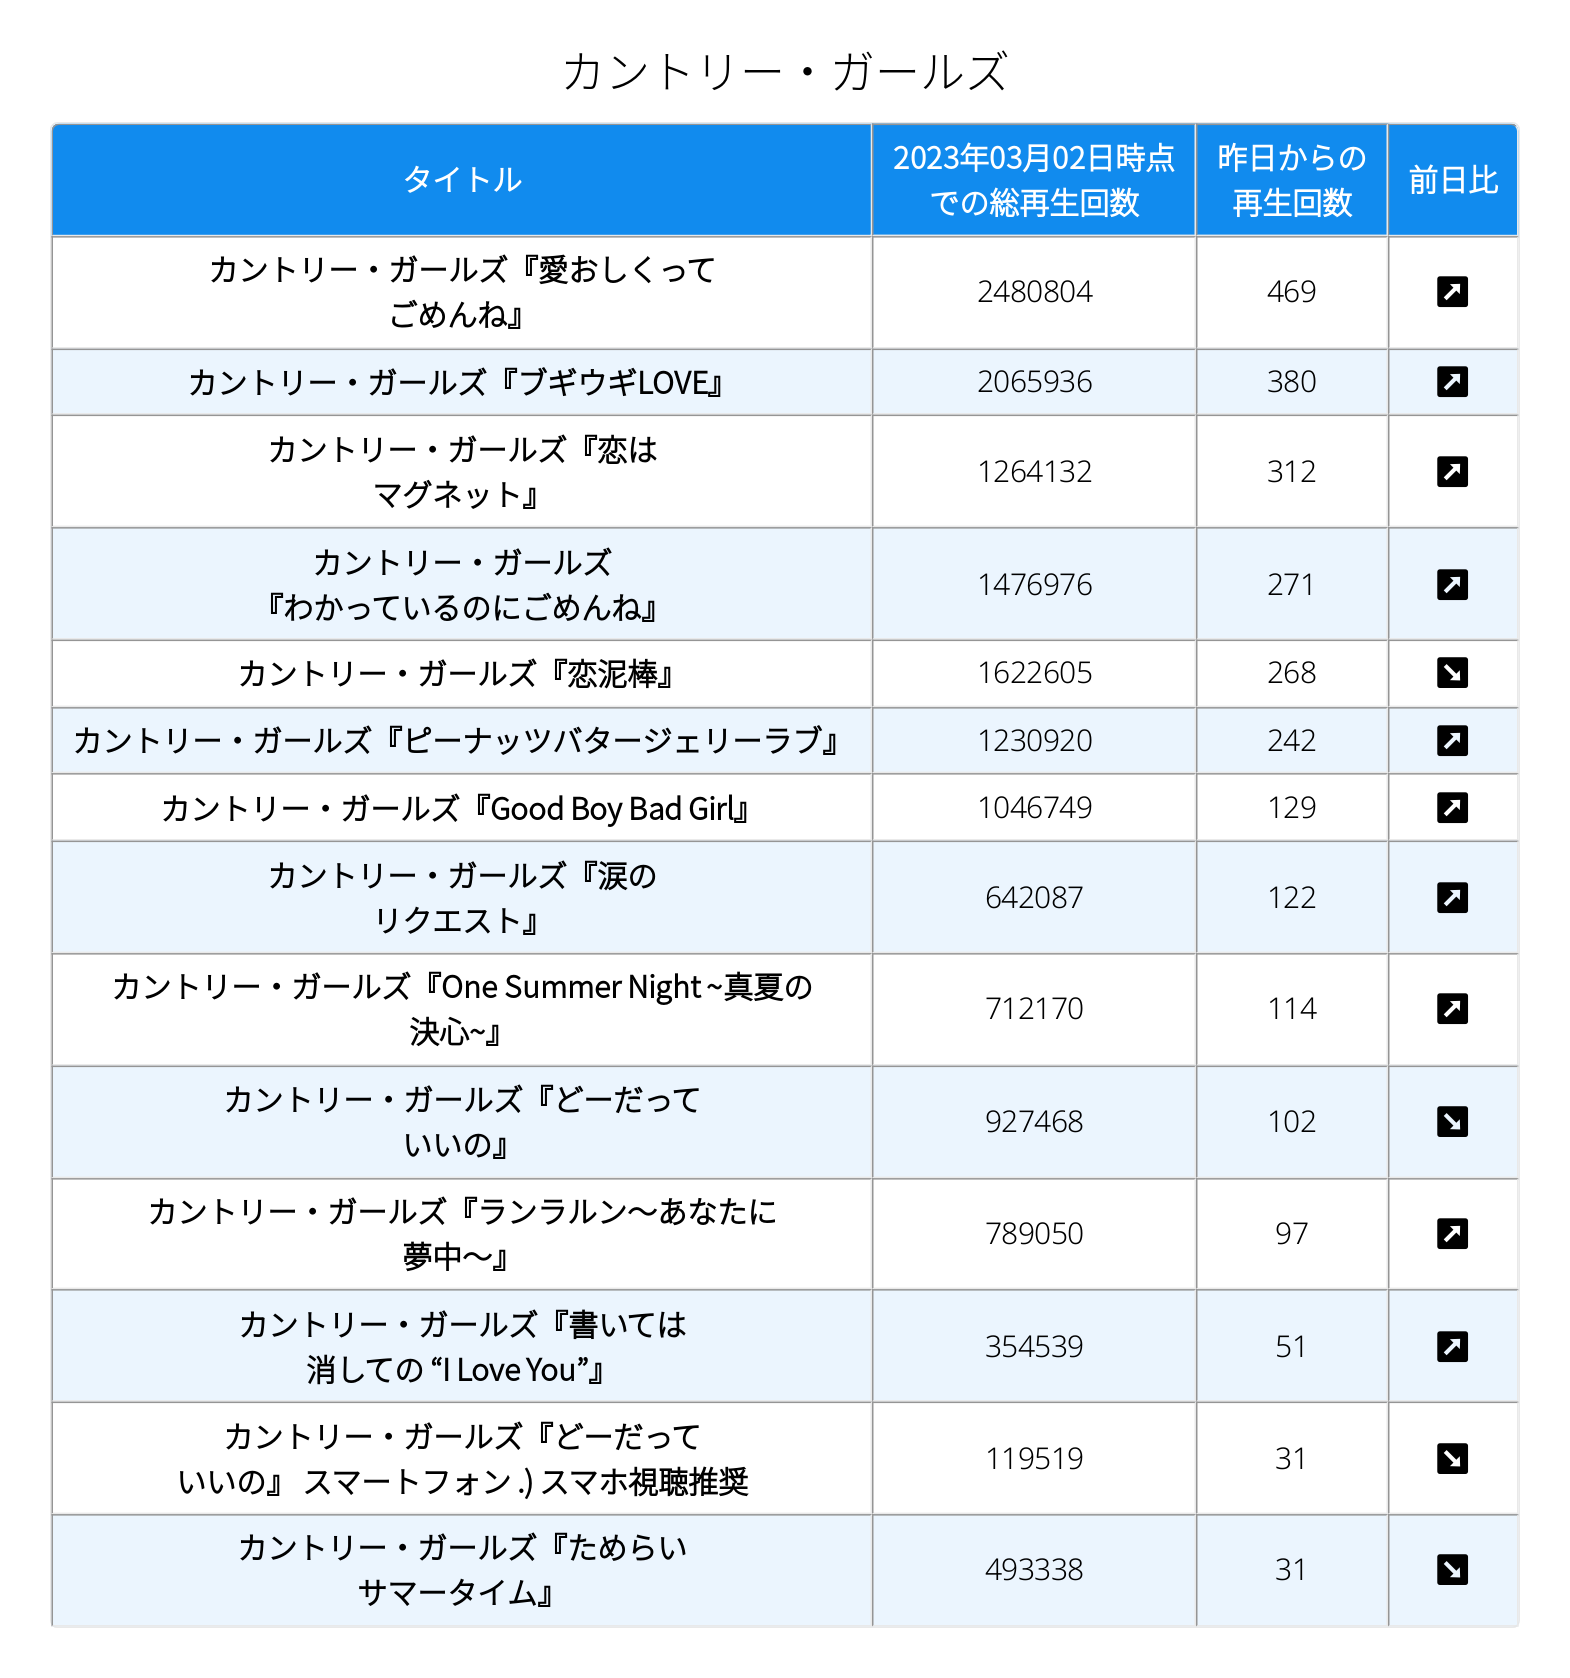 カントリー・ガールズ
タイトル
2023年03月02日時点
での総再生回数
昨日からの
再生回数
前日比
カントリー・ガールズ『愛おしくって
ごめんね』
2480804
469
カントリー・ガールズ『ブギウギLOVE』
2065936
380
カントリー・ガールズ『恋は
マグネット』
1264132
312
カントリー・ガールズ
『わかっているのにごめんね』
1476976
271
カントリー・ガールズ『恋泥棒』
1622605
268
カントリー・ガールズ『ピーナッツバタージェリーラブ』
1230920
242
カントリー・ガールズ『Good Boy Bad Girl』
1046749
129
カントリー・ガールズ『涙の
リクエスト』
642087
122
カントリー・ガールズ『One Summer Night ~真夏の
決心~』
712170
114
カントリー・ガールズ『どーだって
いいの』
927468
102
カントリー・ガールズ『ランラルン〜あなたに
夢中〜』
789050
97
カントリー・ガールズ『書いては
消しての “I Love You”』
354539
51
カントリー・ガールズ『どーだって
いいの』 スマートフォン .) スマホ視聴推奨
119519
31
カントリー・ガールズ『ためらい
サマータイム』
493338
31